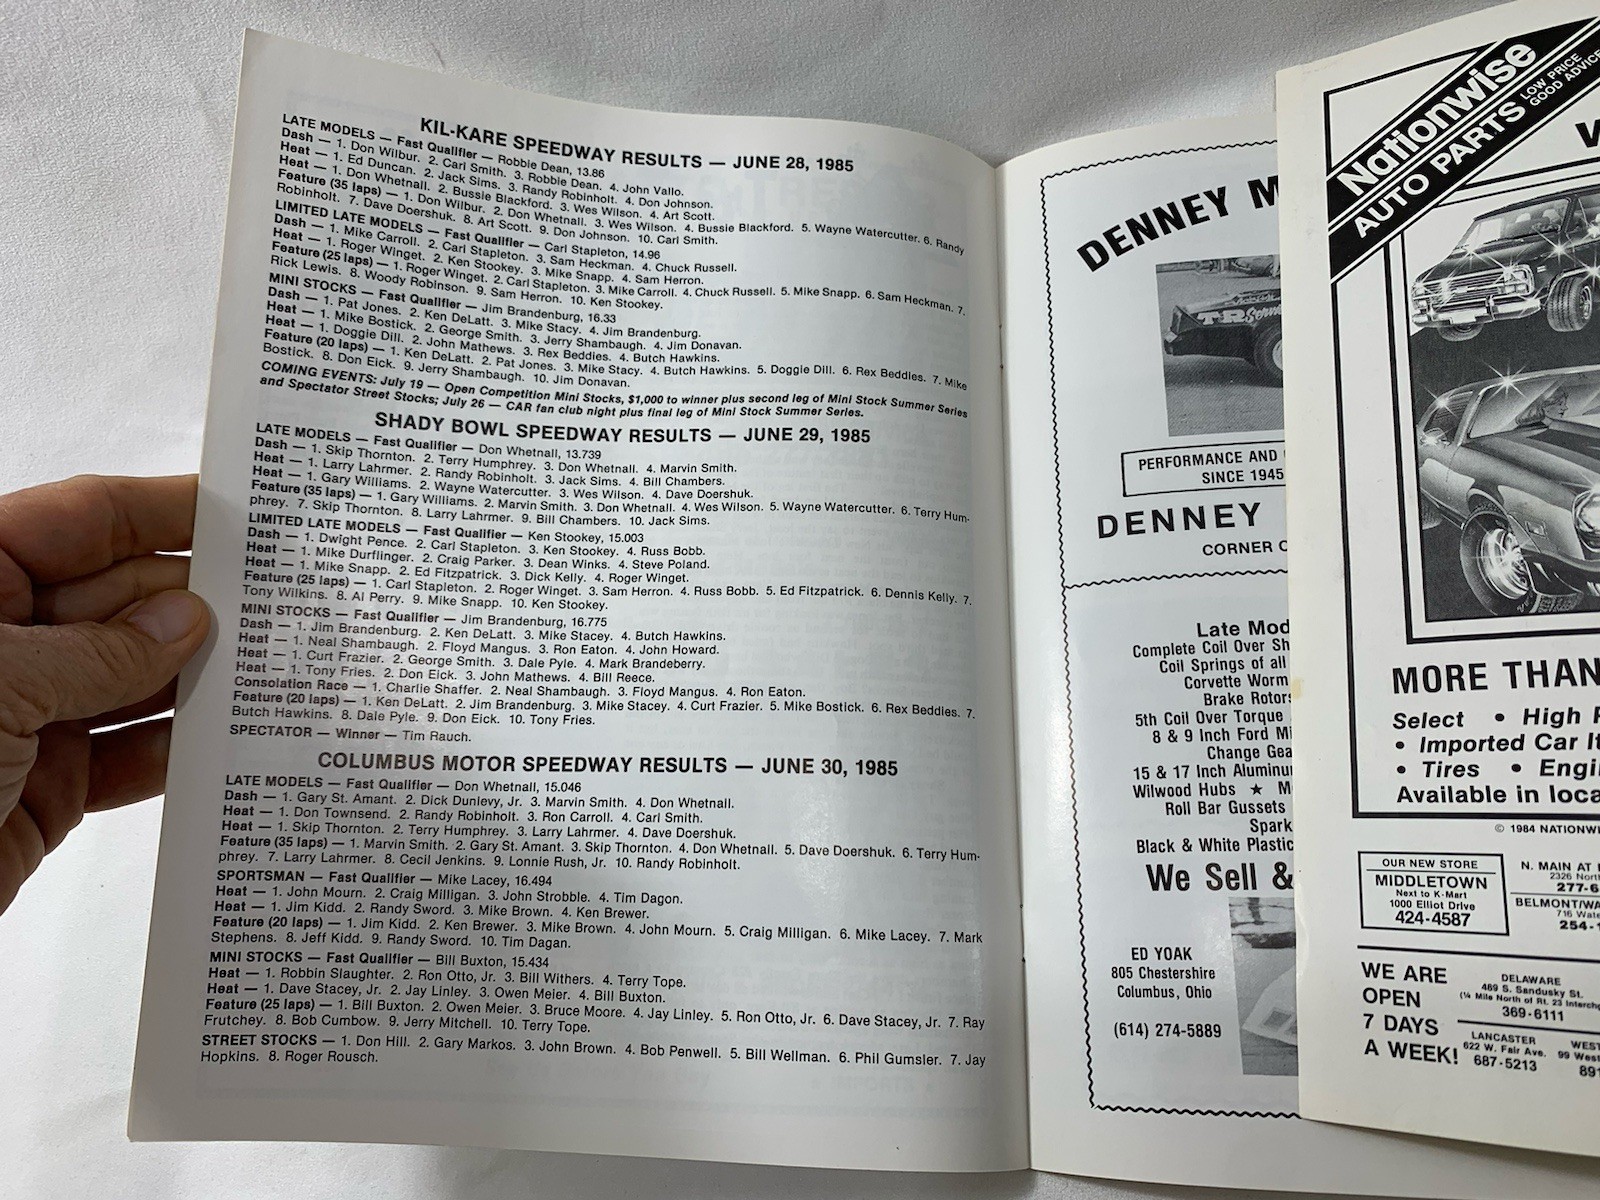 KIL-KARE SPEEDWAY RESULTS — JUNE 28, 1985
LATE MODELS — Fast Qualifier — Robbie Dean, 13.86
Dash — 1. Don Wilbur. 2. Carl Smith. 3. Robbie Dean. 4. John Vallo.
Heat — 1. Ed Duncan. 2. Jack Sims. 3. Randy Robinholt. 4. Don Johnson.
Heat — 1. Don Whetnall. 2. Bussie Blackford. 3. Wes Wilson. 4. Art Scott.
Feature (35 laps) — 1. Don Wilbur. 2. Don Whetnall. 3. Wes Wilson. 4. Bussie Blackford. 5. Wayne Watercutter. 6. Randy
Robinholt. 7. Dave Doershuk. 8. Art Scott. 9. Don Johnson. 10. Carl Smith.
LIMITED LATE MODELS — Fast Qualifier — Carl Stapleton, 14.96
Dash — 1. Mike Carroll. 2. Carl Stapleton. 3. Sam Heckman. 4. Chuck Russell.
Heat — 1. Roger Winget. 2. Ken Stookey. 3. Mike Snapp. 4. Sam Herron.
Feature (25 laps) — 1. Roger Winget. 2. Carl Stapleton. 3. Mike Carroll. 4. Chuck Russell. 5. Mike Snapp. 6. Sam Heckman. 7.
Rick Lewis. 8. Woody Robinson. 9. Sam Herron. 10. Ken Stookey.
MINI STOCKS — Fast Qualifier — Jim Brandenburg, 16.33
Dash — 1. Pat Jones. 2. Ken DeLatt. 3. Mike Stacy. 4. Jim Brandenburg.
Heat — 1. Mike Bostick. 2. George Smith. 3. Jerry Shambaugh. 4. Jim Donavan.
Heat — 1. Doggie Dill. 2. John Mathews. 3. Rex Beddies. 4. Butch Hawkins.
Feature (20 laps) — 1. Ken DeLatt. 2. Pat Jones. 3. Mike Stacy. 4. Butch Hawkins. 5. Doggie Dill. 6. Rex Beddies. 7. Mike
Bostick. 8. Don Eick. 9. Jerry Shambaugh. 10. Jim Donavan.
COMING EVENTS: July 19 — Open Competition Mini Stocks, $1,000 to winner plus second leg of Mini Stock Summer Series
and Spectator Street Stocks; July 26 — CAR fan club night plus final leg of Mini Stock Summer Series.
SHADY BOWL SPEEDWAY RESULTS — JUNE 29, 1985
LATE MODELS — Fast Qualifier — Don Whetnall, 13.739
Dash — 1. Skip Thornton. 2. Terry Humphrey. 3. Don Whetnall. 4. Marvin Smith.
Heat — 1. Larry Lahrmer. 2. Randy Robinholt. 3. Jack Sims. 4. Bill Chambers.
Heat — 1. Gary Williams. 2. Wayne Watercutter. 3. Wes Wilson. 4. Dave Doershuk.
Feature (35 laps) — 1. Gary Williams. 2. Marvin Smith. 3. Don Whetnall. 4. Wes Wilson. 5. Wayne Watercutter. 6. Terry Hum-
phrey. 7. Skip Thornton. 8. Larry Lahrmer. 9. Bill Chambers. 10. Jack Sims.
LIMITED LATE MODELS — Fast Qualifier — Ken Stookey, 15.003
Dash — 1. Dwight Pence. 2. Carl Stapleton. 3. Ken Stookey. 4. Russ Bobb.
Heat — 1. Mike Durflinger. 2. Craig Parker. 3. Dean Winks. 4. Steve Poland.
Heat — 1. Mike Snapp. 2. Ed Fitzpatrick. 3. Dick Kelly. 4. Roger Winget.
Feature (25 laps) — 1. Carl Stapleton. 2. Roger Winget. 3. Sam Herron. 4. Russ Bobb. 5. Ed Fitzpatrick. 6. Dennis Kelly. 7.
Tony Wilkins. 8. Al Perry. 9. Mike Snapp. 10. Ken Stookey.
MINI STOCKS — Fast Qualifier — Jim Brandenburg, 16.775
Dash — 1. Jim Brandenburg. 2. Ken DeLatt. 3. Mike Stacey. 4. Butch Hawkins.
Heat — 1. Neal Shambaugh. 2. Floyd Mangus. 3. Ron Eaton. 4. John Howard.
Heat — 1. Curt Frazier. 2. George Smith. 3. Dale Pyle. 4. Mark Brandeberry.
Heat — 1. Tony Fries. 2. Don Eick. 3. John Mathews. 4. Bill Reece.
Consolation Race — 1. Charlie Shaffer. 2. Neal Shambaugh. 3. Floyd Mangus. 4. Ron Eaton.
Feature (20 laps) — 1. Ken DeLatt. 2. Jim Brandenburg. 3. Mike Stacey. 4. Curt Frazier. 5. Mike Bostick. 6. Rex Beddies. 7.
Butch Hawkins. 8. Dale Pyle. 9. Don Eick. 10. Tony Fries.
SPECTATOR — Winner — Tim Rauch.
COLUMBUS MOTOR SPEEDWAY RESULTS — JUNE 30, 1985
LATE MODELS — Fast Qualifier — Don Whetnall, 15.046
Dash — 1. Gary St. Amant. 2. Dick Dunlevy, Jr. 3. Marvin Smith. 4. Don Whetnall.
Heat — 1. Don Townsend. 2. Randy Robinholt. 3. Ron Carroll. 4. Carl Smith.
Heat — 1. Skip Thornton. 2. Terry Humphrey. 3. Larry Lahrmer. 4. Dave Doershuk.
Feature (35 laps) — 1. Marvin Smith. 2. Gary St. Amant. 3. Skip Thornton. 4. Don Whetnall. 5. Dave Doershuk. 6. Terry Hum-
phrey. 7. Larry Lahrmer. 8. Cecil Jenkins. 9. Lonnie Rush, Jr. 10. Randy Robinholt.
SPORTSMAN — Fast Qualifier — Mike Lacey, 16.494
Heat — 1. John Mourn. 2. Craig Milligan. 3. John Strobble. 4. Tim Dagon.
Heat — 1. Jim Kidd. 2. Randy Sword. 3. Mike Brown. 4. Ken Brewer.
Feature (20 laps) — 1. Jim Kidd. 2. Ken Brewer. 3. Mike Brown. 4. John Mourn. 5. Craig Milligan. 6. Mike Lacey. 7. Mark
Stephens. 8. Jeff Kidd. 9. Randy Sword. 10. Tim Dagan.
MINI STOCKS — Fast Qualifier — Bill Buxton, 15.434
Heat — 1. Robbin Slaughter. 2. Ron Otto, Jr. 3. Bill Withers. 4. Terry Tope.
Heat — 1. Dave Stacey, Jr. 2. Jay Linley. 3. Owen Meier. 4. Bill Buxton.
Feature (25 laps) — 1. Bill Buxton. 2. Owen Meier. 3. Bruce Moore. 4. Jay Linley. 5. Ron Otto, Jr. 6. Dave Stacey, Jr. 7. Ray
Frutchey. 8. Bob Cumbow. 9. Jerry Mitchell. 10. Terry Tope.
STREET STOCKS — 1. Don Hill. 2. Gary Markos. 3. John Brown. 4. Bob Penwell. 5. Bill Wellman. 6. Phil Gumsler. 7. Jay
Hopkins. 8. Roger Rousch.
DENNEY M
PERFORMANCE AND
SINCE 1945
DENNEY
CORNER
Late Mod
Complete Coil Over Sh
Coil Springs of all
Corvette Worm
Brake Rotors
5th Coil Over Torque
8 & 9 Inch Ford Mi
Change Gea
15 & 17 Inch Aluminu
Wilwood Hubs ★ M
Roll Bar Gussets
Spark
Black & White Plastic
We Sell &
ED YOAK
805 Chestershire
Columbus, Ohio
(614) 274-5889
Nationwise
AUTO PARTS
LOW PRICE
GOOD ADVICE
MORE THAN
Select • High
• Imported Car
• Tires • Engi
Available in loca
© 1984 NATIONWI
OUR NEW STORE
MIDDLETOWN
Next to K-Mart
1000 Elliot Drive
424-4587
N. MAIN AT
2326 North
277-6
BELMONT/WA
716 Wate
254-
WE ARE
OPEN
7 DAYS
A WEEK!
DELAWARE
469 S. Sandusky St.
(¼ Mile North of Rt. 23 Interch
369-6111
LANCASTER
622 W. Fair Ave.
687-5213
WEST
99 West
891